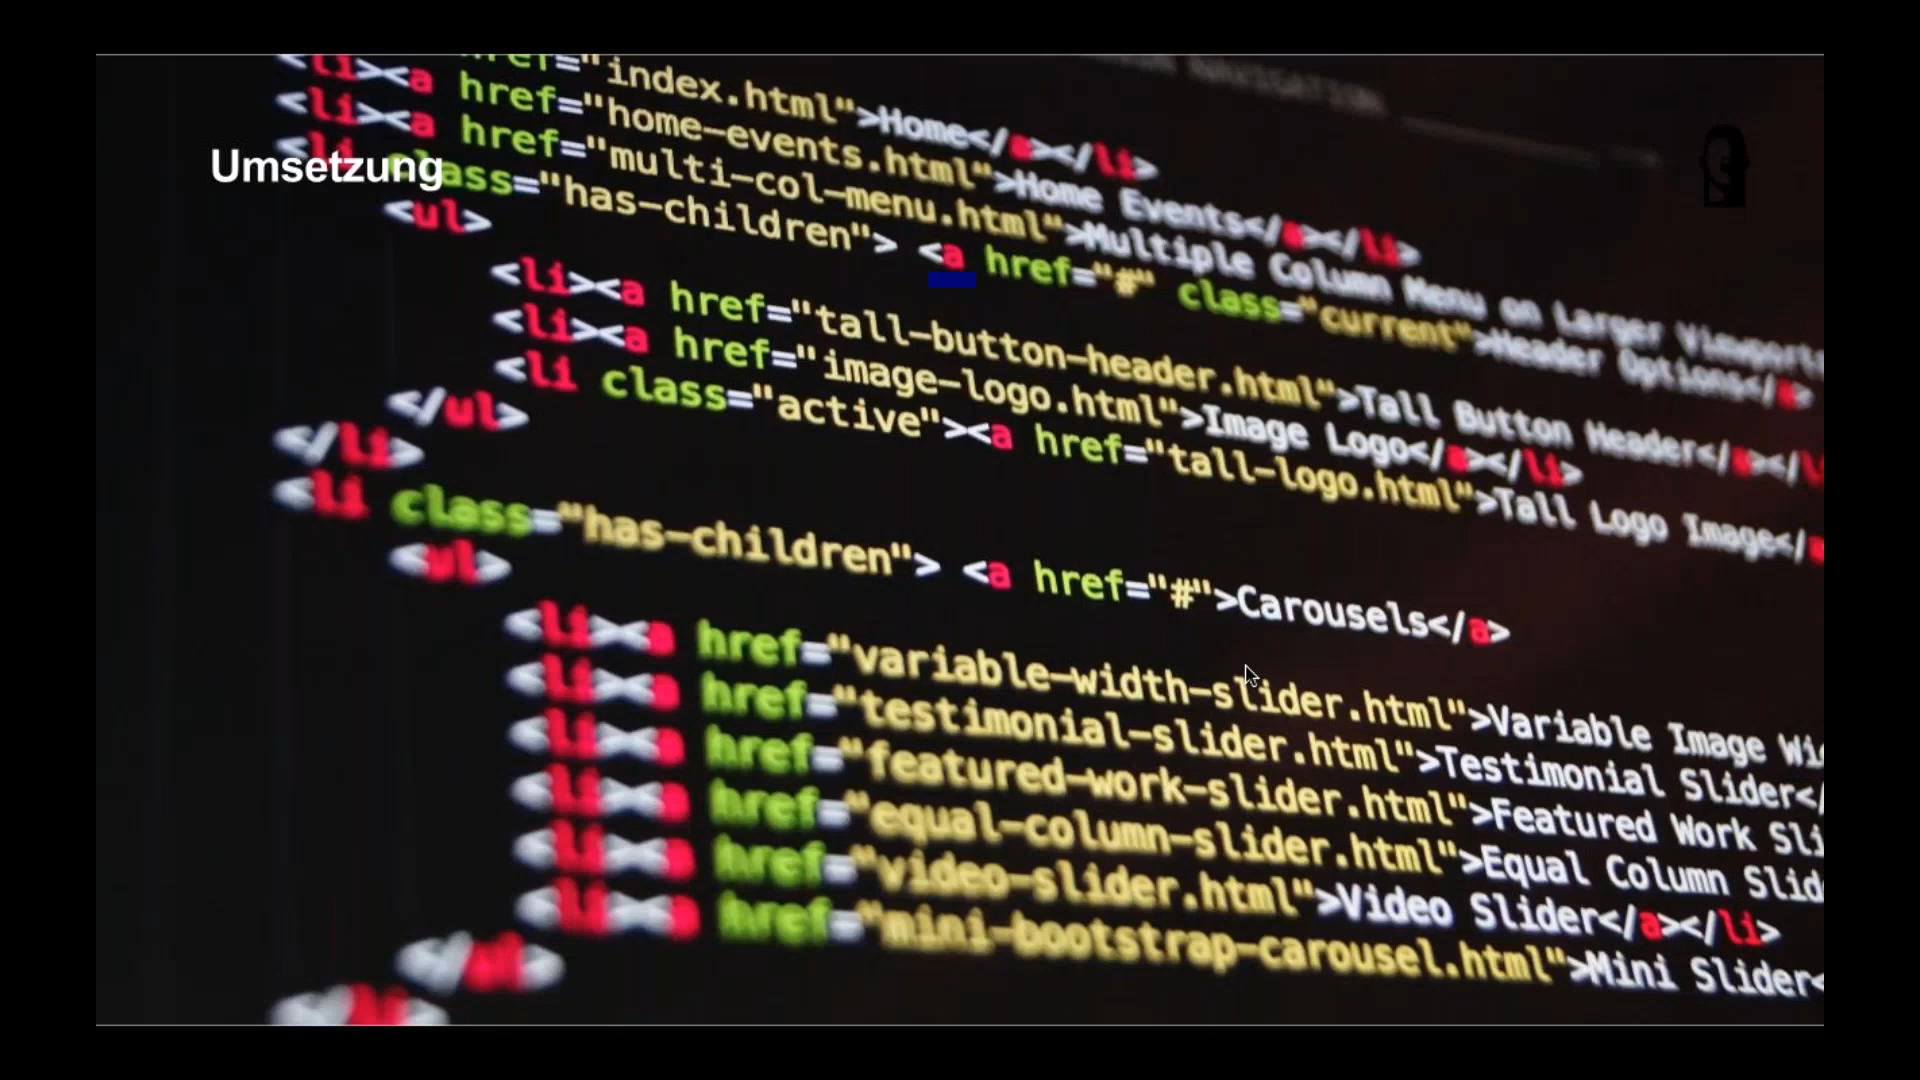 NAVIGATION
href="index.html">Home</a></li>
<li><a href="home-events.html">Home Events</a></li>
<li><a href="multi-col-menu.html">Multiple Column Menu on Larger Viewports
<li class="has-children"> <a href="#" class="current">Header Options</a>
Umsetzung
<ul>
<li><a href="tall-button-header.html">Tall Button Header</a></l
<li><a href="image-logo.html">Image Logo</a></li>
<li class="active"><a href="tall-logo.html">Tall Logo Image</a
</ul>
</li>
<li class="has-children"> <a href="#">Carousels</a>
<ul>
<li><a href="variable-width-slider.html">Variable Image Wi
<li><a href="testimonial-slider.html">Testimonial Slider</
<li><a href="featured-work-slider.html">Featured Work Sli
<li><a href="equal-column-slider.html">Equal Column Slid
<li><a href="video-slider.html">Video Slider</a></li>
<li><a href="mini-bootstrap-carousel.html">Mini Slider<
</ul>
</li>